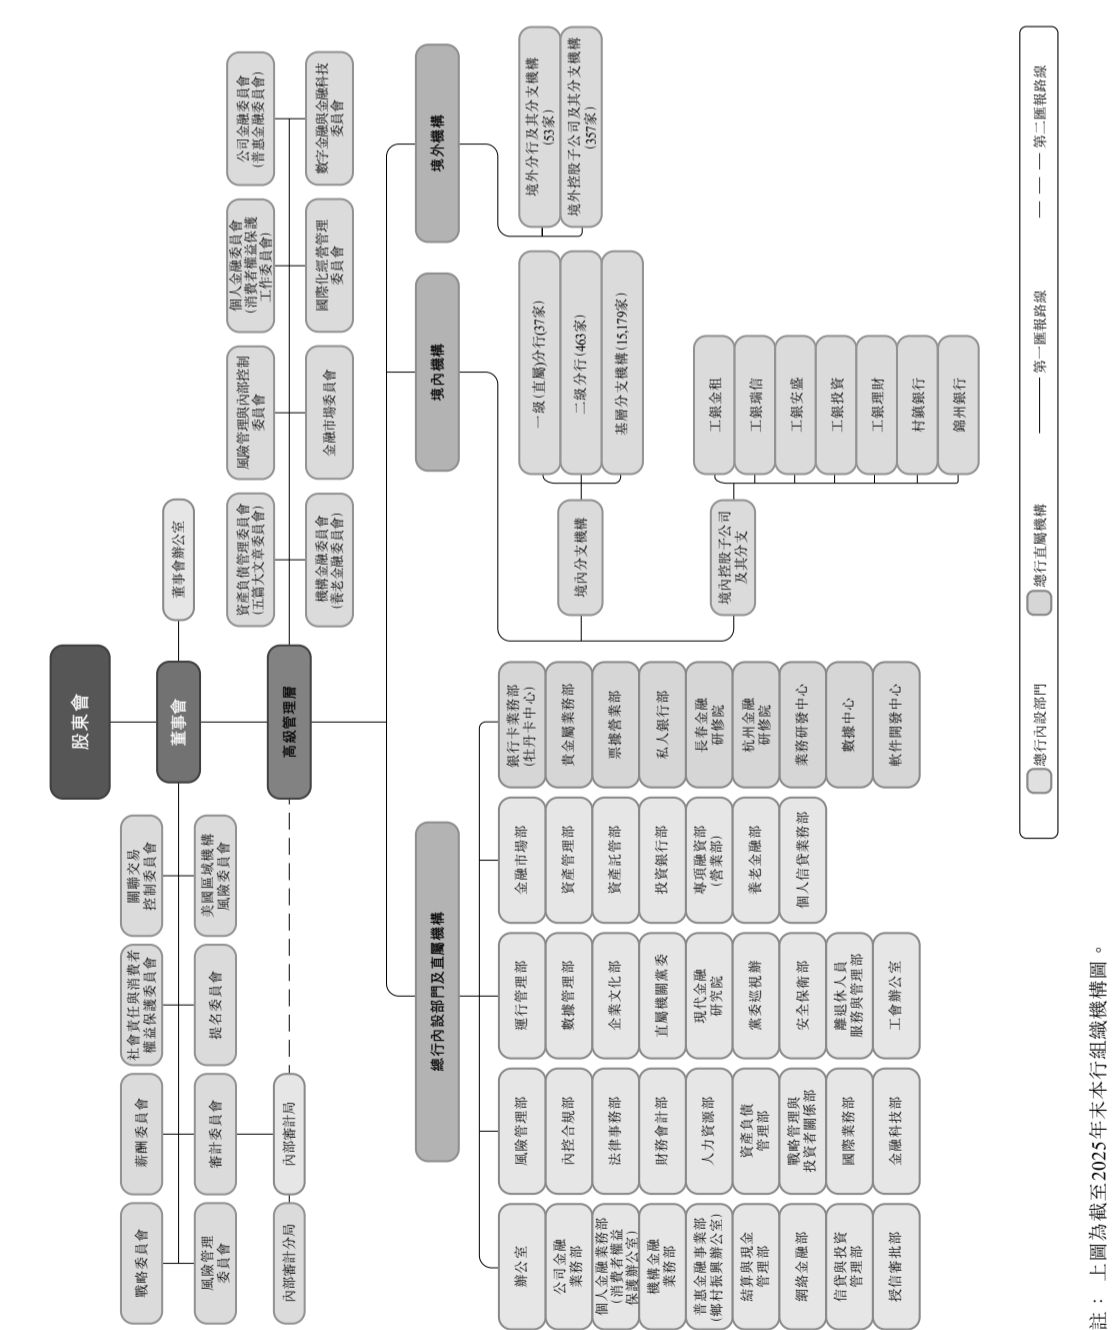 股東會
董事會
董事會辦公室
高級管理層
戰略委員會
薪酬委員會
社會責任與消費者
權益保護委員會
關聯交易
控制委員會
風險管理
委員會
審計委員會
提名委員會
美國區域機構
風險委員會
內部審計分局
內部審計局
資產負債管理委員會
(五篇大文章委員會)
風險管理與內部控制
委員會
個人金融委員會
(消費者權益保護
工作委員會)
公司金融委員會
(普惠金融委員會)
機構金融委員會
(養老金融委員會)
金融市場委員會
國際化經營管理
委員會
數字金融與金融科技
委員會
總行內設部門及直屬機構
境內機構
境外機構
辦公室
公司金融
業務部
個人金融業務部
(消費者權益
保護辦公室)
機構金融
業務部
普惠金融事業部
(鄉村振興辦公室)
結算與現金
管理部
網絡金融部
信貸與投資
管理部
授信審批部
風險管理部
內控合規部
法律事務部
財務會計部
人力資源部
資產負債
管理部
戰略管理與
投資者關係部
國際業務部
金融科技部
運行管理部
數據管理部
企業文化部
直屬機關黨委
現代金融
研究院
黨委巡視辦
安全保衛部
離退休人員
服務與管理部
工會辦公室
金融市場部
資產管理部
資產託管部
投資銀行部
專項融資部
(營業部)
養老金融部
個人信貸業務部
銀行卡業務部
(牡丹卡中心)
貴金屬業務部
票據營業部
私人銀行部
長春金融
研修院
杭州金融
研修院
業務研發中心
數據中心
軟件開發中心
境內分支機構
一級(直屬)分行(37家)
二級分行(463家)
基層分支機構(15,179家)
境內控股子公司
及其分支
工銀金租
工銀瑞信
工銀安盛
工銀投資
工銀理財
村鎮銀行
錦州銀行
境外分行及其分支機構
(53家)
境外控股子公司及其分支機構
(357家)
總行內設部門
總行直屬機構
第一匯報路線
第二匯報路線
註：上圖為截至2025年末本行組織機構圖。